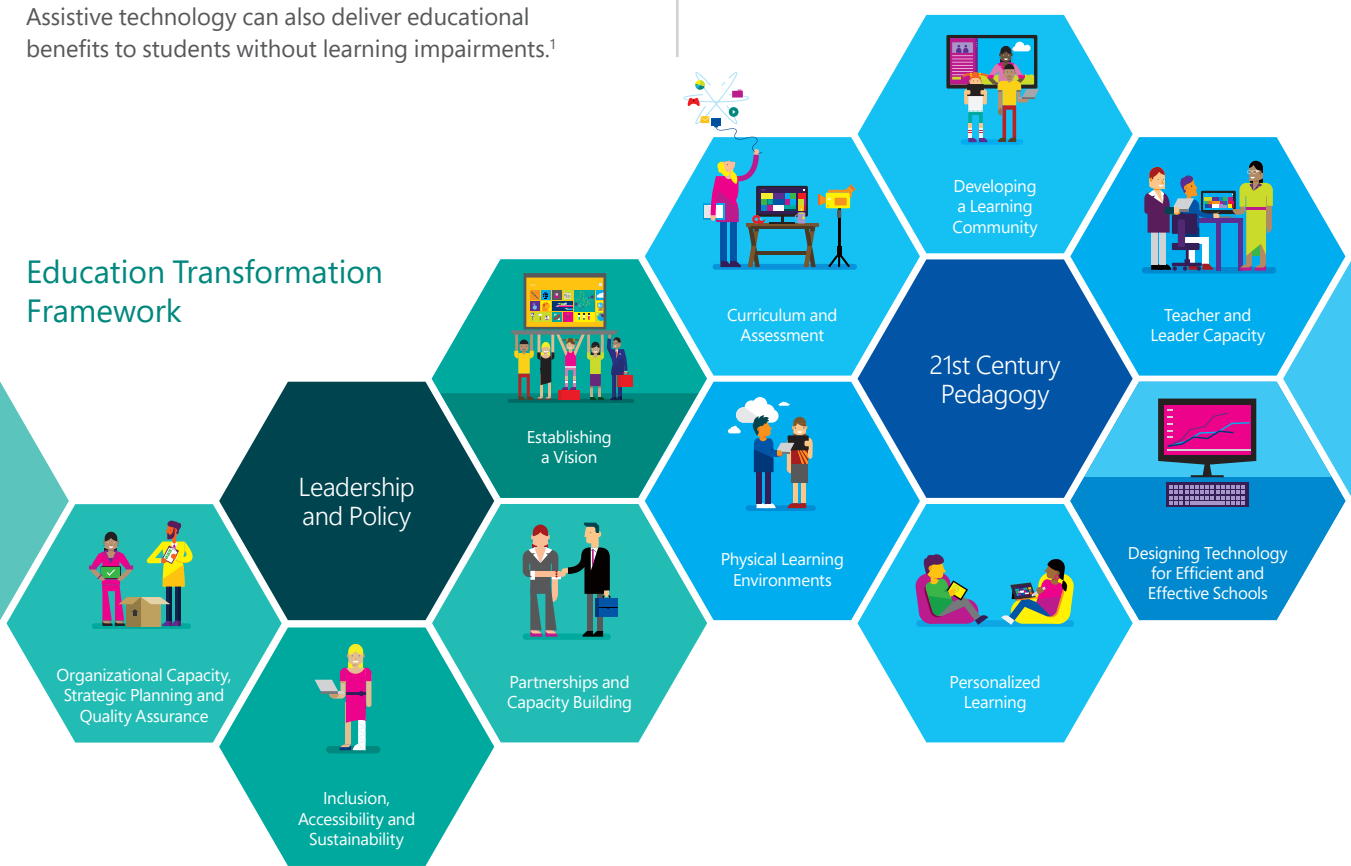 Assistive technology can also deliver educational
benefits to students without learning impairments.¹
Education Transformation
Framework
Developing
a Learning
Community
Curriculum and
Assessment
Teacher and
Leader Capacity
21st Century
Pedagogy
Establishing
a Vision
Leadership
and Policy
Physical Learning
Environments
Designing Technology
for Efficient and
Effective Schools
Organizational Capacity,
Strategic Planning and
Quality Assurance
Partnerships and
Capacity Building
Personalized
Learning
Inclusion,
Accessibility and
Sustainability